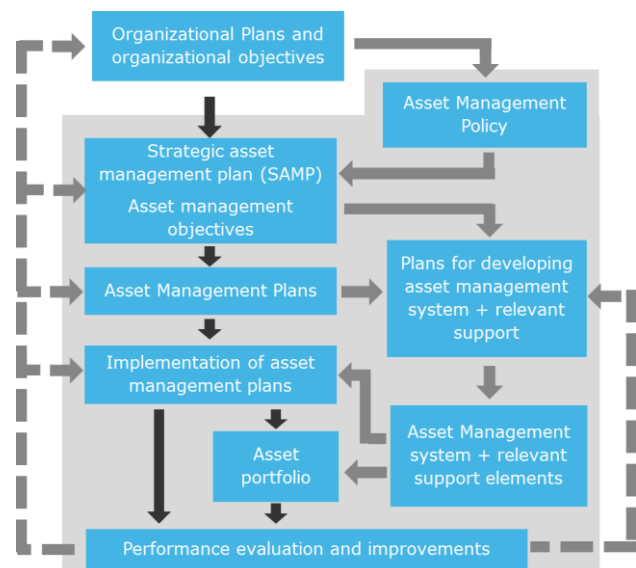 Organizational Plans and
organizational objectives
Asset Management
Policy
Strategic asset
management plan (SAMP)
Asset management
objectives
Plans for developing
asset management
system + relevant
support
Asset Management Plans
Implementation of asset
management plans
Asset Management
system + relevant
support elements
Asset
portfolio
Performance evaluation and improvements